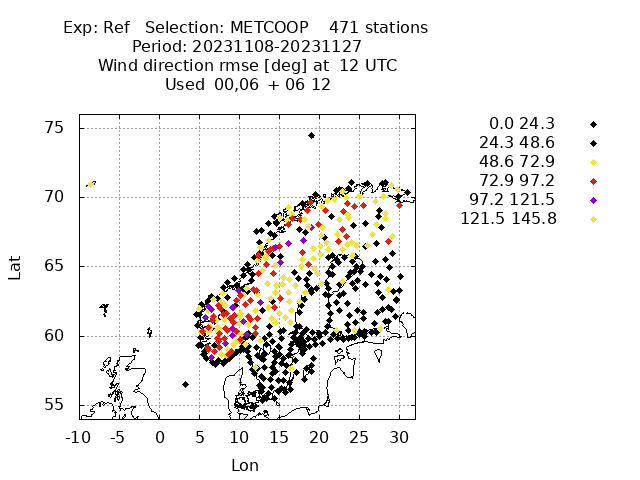 Exp: Ref   Selection: METCOOP    471 stations
Period: 20231108-20231127
Wind direction rmse [deg] at  12 UTC
Used  00,06  + 06 12
0.0 24.3
24.3 48.6
48.6 72.9
72.9 97.2
97.2 121.5
121.5 145.8
75
70
65
60
55
Lat
-10 -5 0 5 10 15 20 25 30
Lon